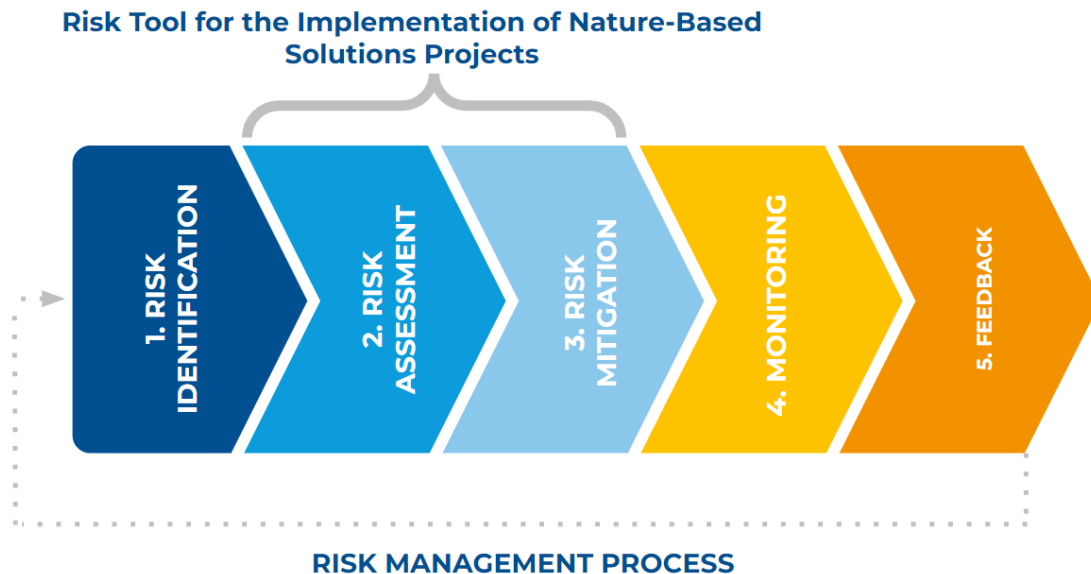 Risk Tool for the Implementation of Nature-Based
Solutions Projects
1. RISK
IDENTIFICATION
2. RISK
ASSESSMENT
3. RISK
MITIGATION
4. MONITORING
5. FEEDBACK
RISK MANAGEMENT PROCESS